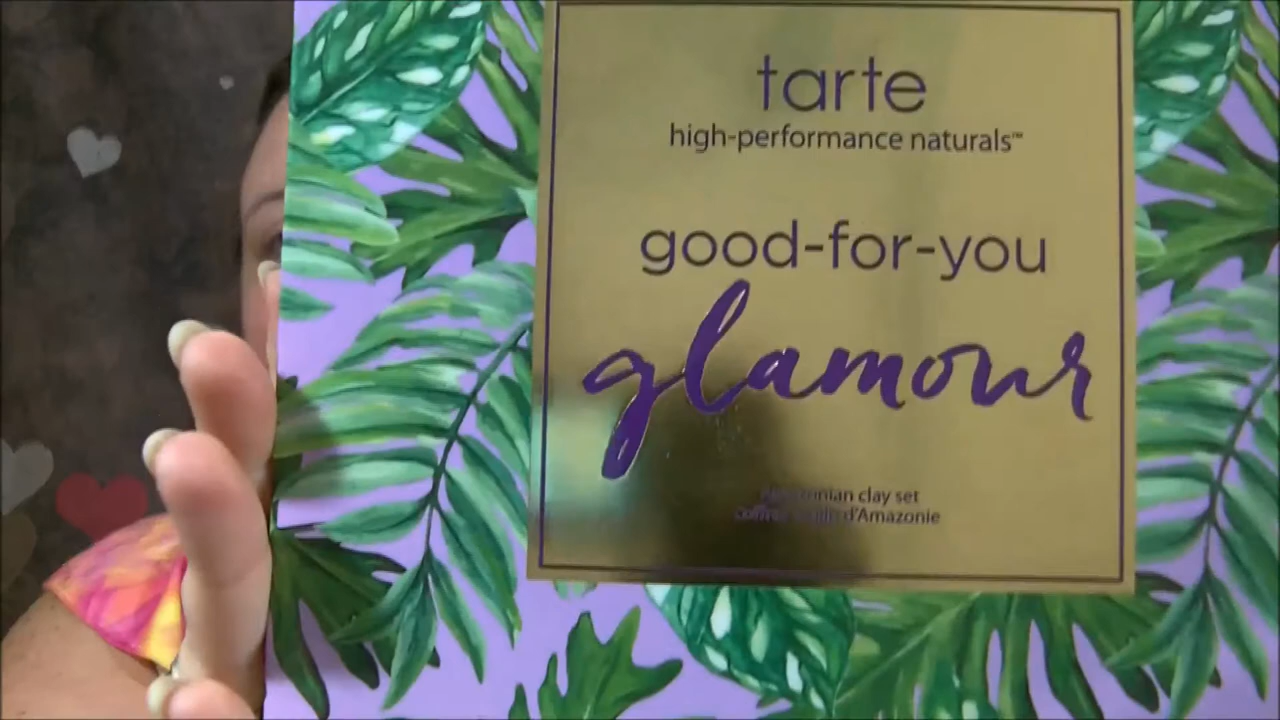 tarte
high-performance naturals™
good-for-you
glamour
clay set
d'Amazonie